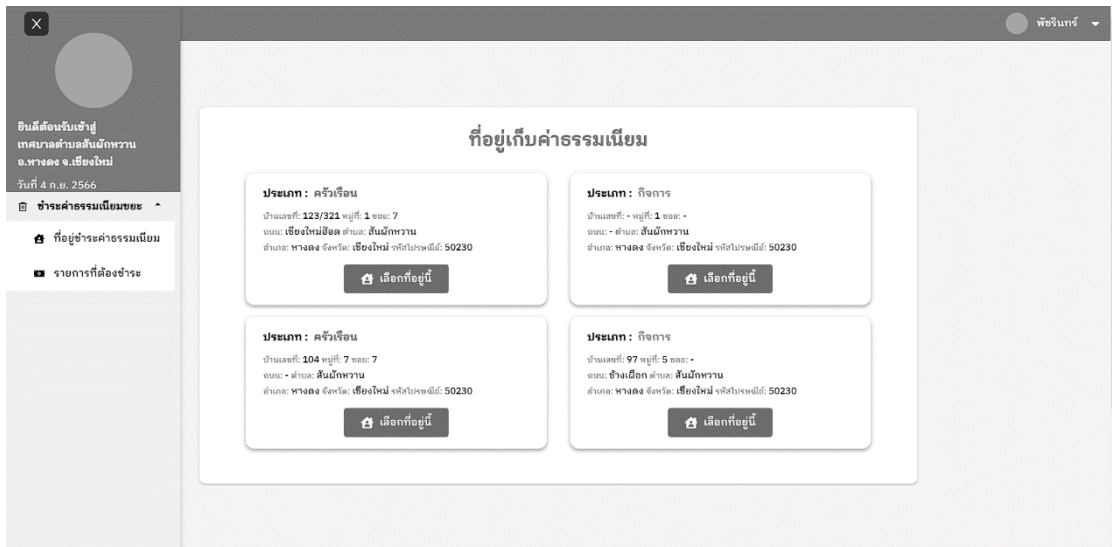 X
พัชรินทร์
ยินดีต้อนรับเข้าสู่
เทศบาลตำบลสันผักหวาน
อ.หางดง จ.เชียงใหม่
วันที่ 4 ก.ย. 2566
ชำระค่าธรรมเนียมขยะ
ที่อยู่ชำระค่าธรรมเนียม
รายการที่ต้องชำระ
ที่อยู่เก็บค่าธรรมเนียม
ประเภท : ครัวเรือน
บ้านเลขที่: 123/321 หมู่ที่: 1 ซอย: 7
ถนน: เชียงใหม่ฮอด ตำบล: สันผักหวาน
อำเภอ: หางดง จังหวัด: เชียงใหม่ รหัสไปรษณีย์: 50230
เลือกที่อยู่นี้
ประเภท : กิจการ
บ้านเลขที่: - หมู่ที่: 1 ซอย: -
ถนน: - ตำบล: สันผักหวาน
อำเภอ: หางดง จังหวัด: เชียงใหม่ รหัสไปรษณีย์: 50230
เลือกที่อยู่นี้
ประเภท : ครัวเรือน
บ้านเลขที่: 104 หมู่ที่: 7 ซอย: 7
ถนน: - ตำบล: สันผักหวาน
อำเภอ: หางดง จังหวัด: เชียงใหม่ รหัสไปรษณีย์: 50230
เลือกที่อยู่นี้
ประเภท : กิจการ
บ้านเลขที่: 97 หมู่ที่: 5 ซอย: -
ถนน: ช้างเผือก ตำบล: สันผักหวาน
อำเภอ: หางดง จังหวัด: เชียงใหม่ รหัสไปรษณีย์: 50230
เลือกที่อยู่นี้